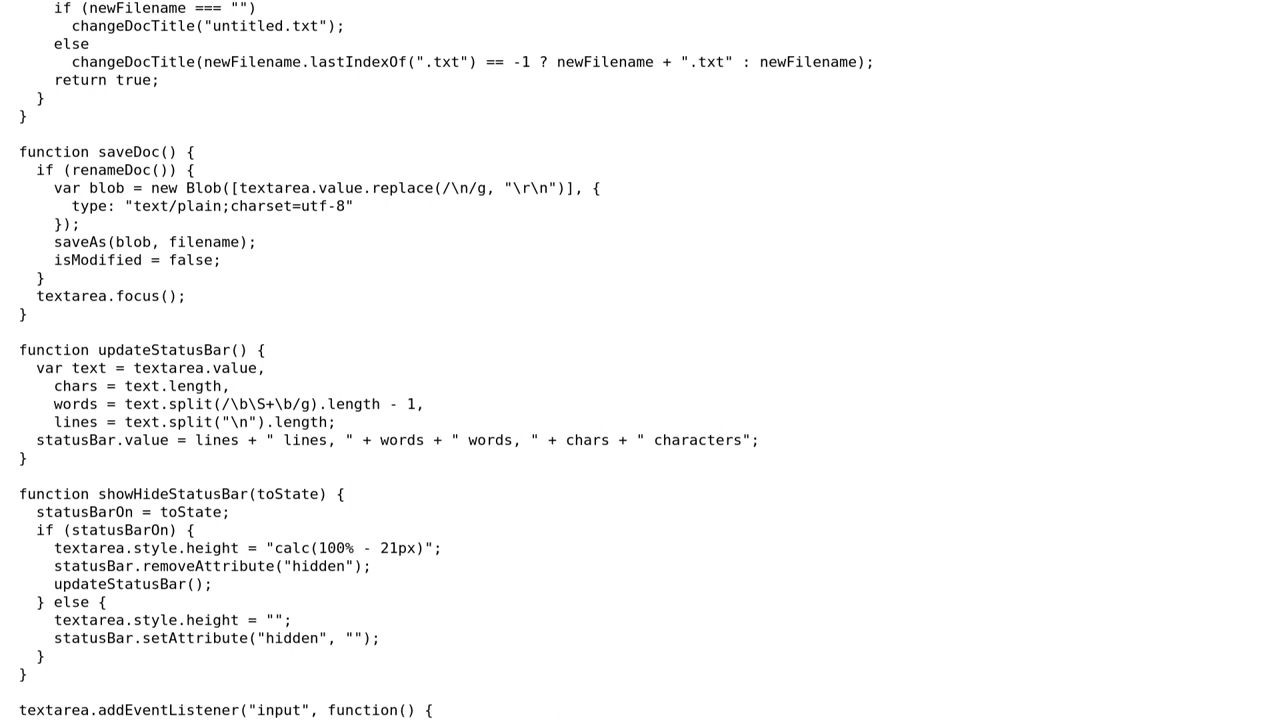 if (newFilename === "")
      changeDocTitle("untitled.txt");
    else
      changeDocTitle(newFilename.lastIndexOf(".txt") == -1 ? newFilename + ".txt" : newFilename);
    return true;
  }
}

function saveDoc() {
  if (renameDoc()) {
    var blob = new Blob([textarea.value.replace(/\n/g, "\r\n")], {
      type: "text/plain;charset=utf-8"
    });
    saveAs(blob, filename);
    isModified = false;
  }
  textarea.focus();
}

function updateStatusBar() {
  var text = textarea.value,
    chars = text.length,
    words = text.split(/\b\S+\b/g).length - 1,
    lines = text.split("\n").length;
  statusBar.value = lines + " lines, " + words + " words, " + chars + " characters";
}

function showHideStatusBar(toState) {
  statusBarOn = toState;
  if (statusBarOn) {
    textarea.style.height = "calc(100% - 21px)";
    statusBar.removeAttribute("hidden");
    updateStatusBar();
  } else {
    textarea.style.height = "";
    statusBar.setAttribute("hidden", "");
  }
}

textarea.addEventListener("input", function() {